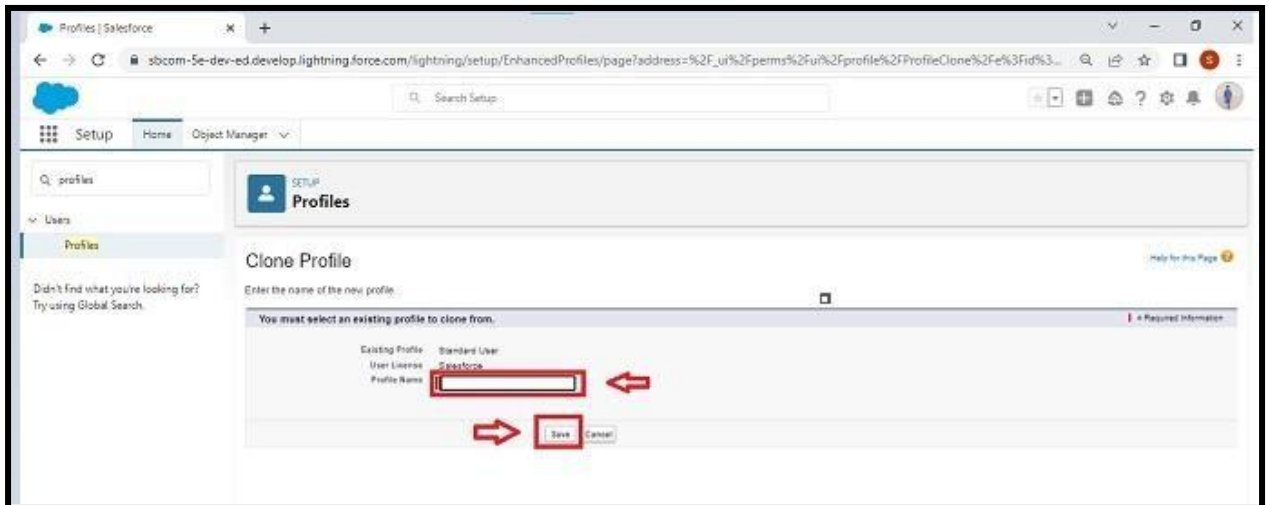 Profiles | Salesforce
sbcom-5e-dev-ed.develop.lightning.force.com/lightning/setup/EnhancedProfiles/page?address=%2F_ui%2Fperms%2Fui%2Fprofile%2FProfileClone%2Fe%3Fid%3...
S
Search Setup
Setup Home Object Manager
profiles
SETUP
Profiles
Users
Profiles
Didn't find what you're looking for?
Try using Global Search.
Clone Profile
Help for this Page
Enter the name of the new profile.
You must select an existing profile to clone from.
= Required Information
Existing Profile Standard User
User License Salesforce
Profile Name
Save Cancel